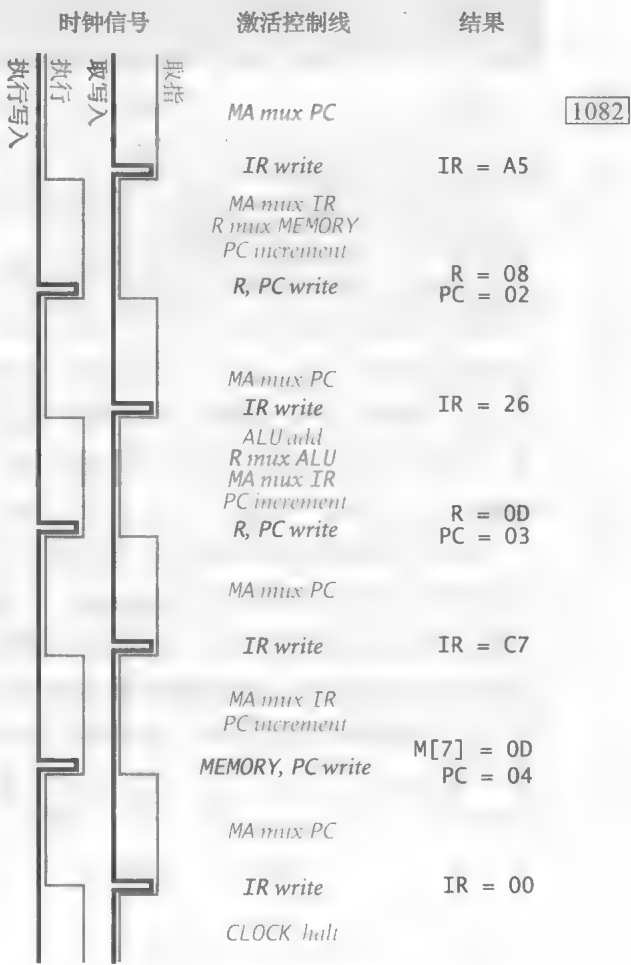 时钟信号 激活控制线 结果
执行写入
执行
取写入
取指
MA mux PC
1082
IR write IR = A5
MA mux IR
R mux MEMORY
PC increment
R, PC write R = 08
PC = 02
MA mux PC
IR write IR = 26
ALU add
R mux ALU
MA mux IR
PC increment
R, PC write R = 0D
PC = 03
MA mux PC
IR write IR = C7
MA mux IR
PC increment
MEMORY, PC write M[7] = 0D
PC = 04
MA mux PC
IR write IR = 00
CLOCK halt